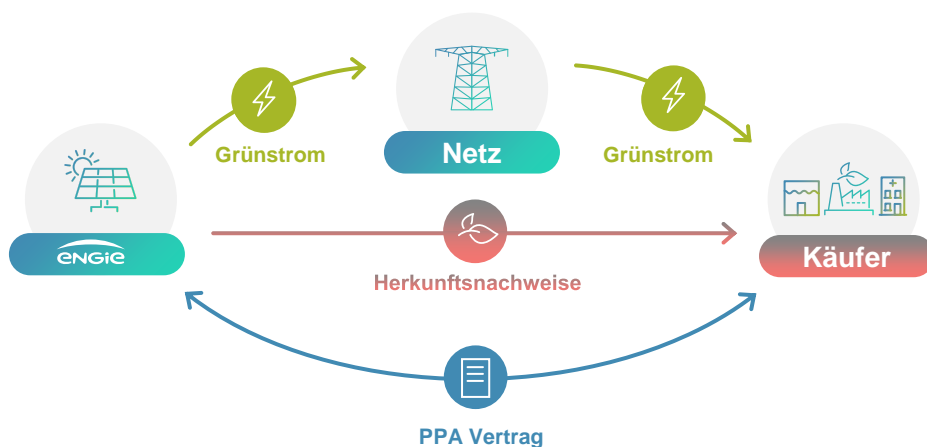 Grünstrom
Netz
Grünstrom
ENGIE
Käufer
Herkunftsnachweise
PPA Vertrag